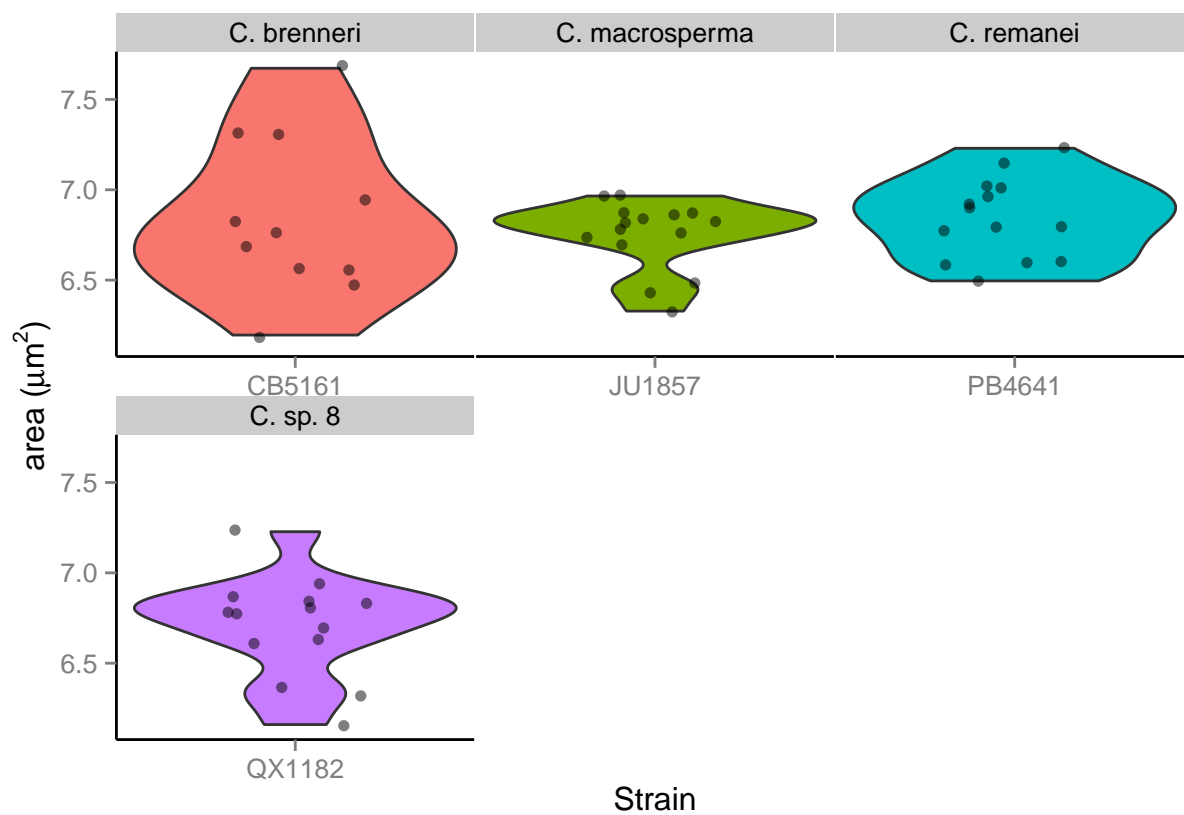 C. brenneri
C. macrosperma
C. remanei
7.5
7.0
6.5
CB5161
JU1857
PB4641
C. sp. 8
area (μm²)
7.5
7.0
6.5
QX1182
Strain